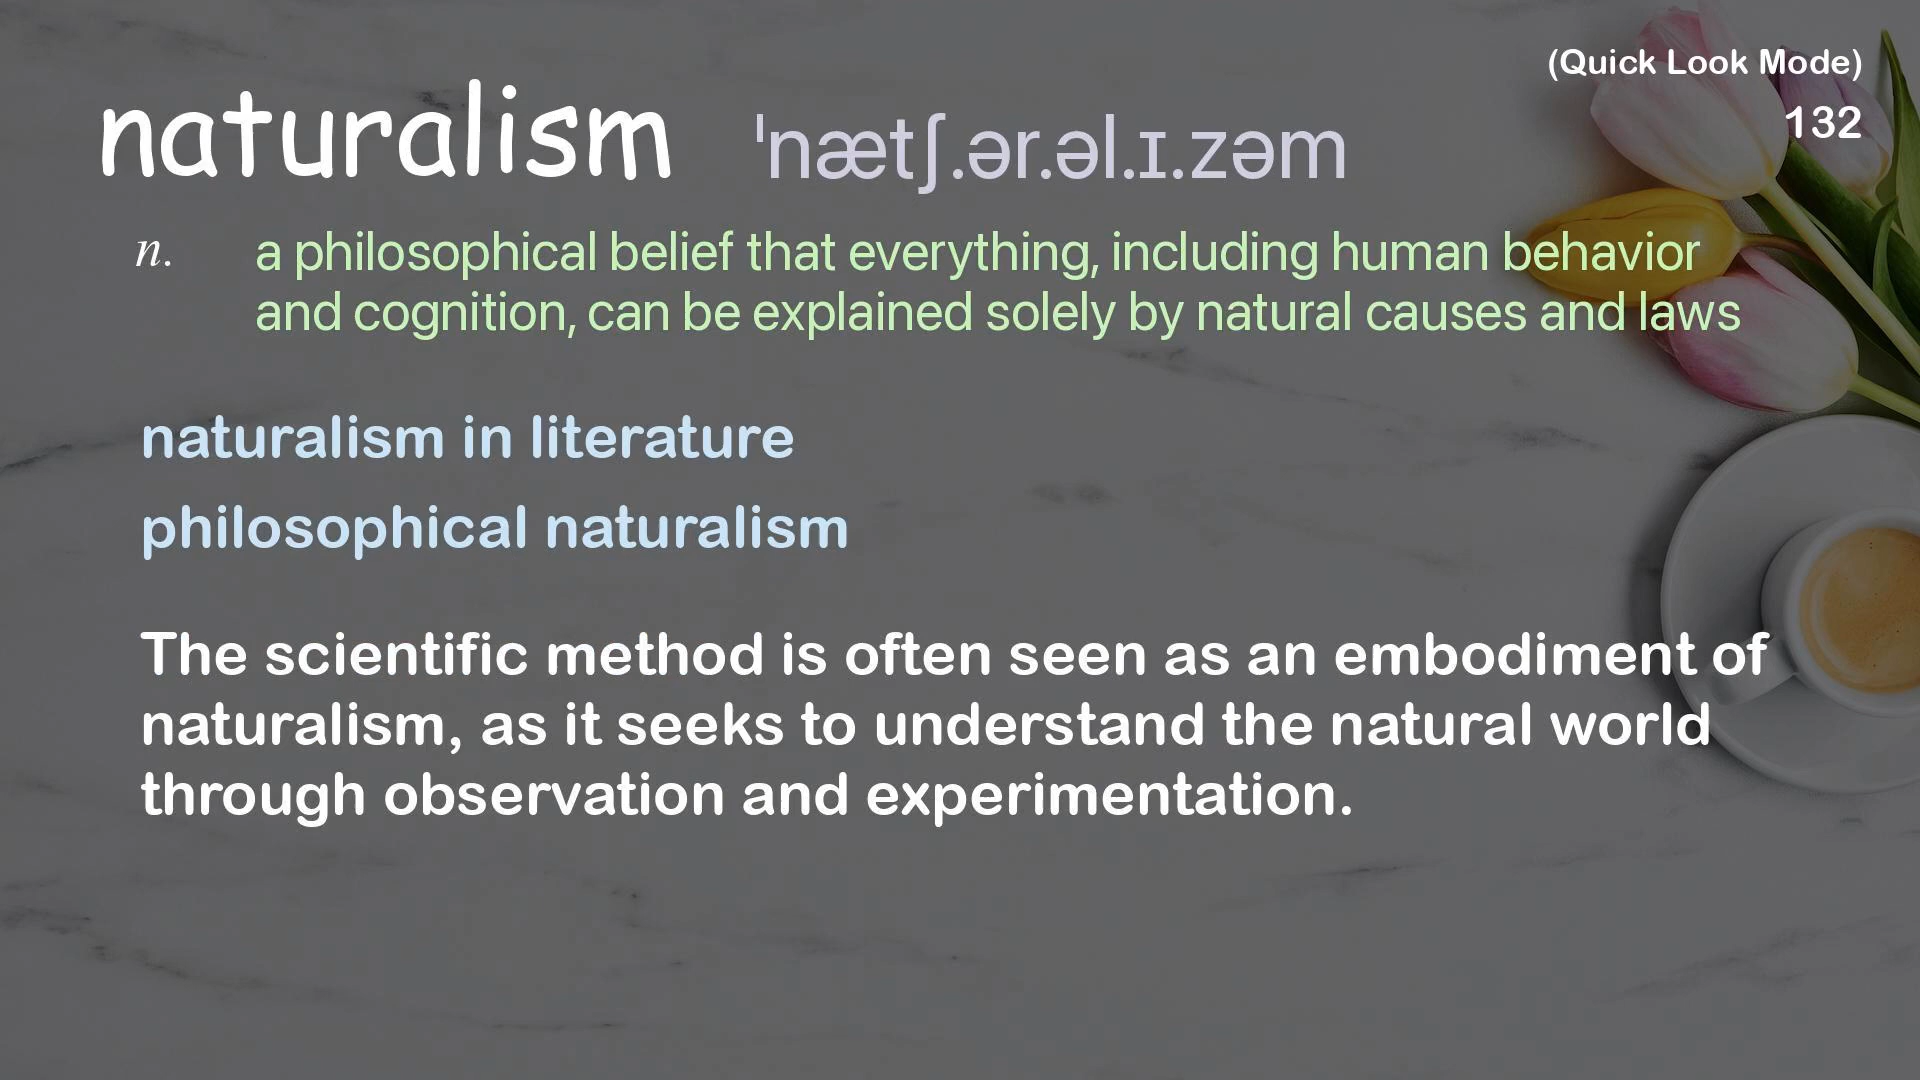 (Quick Look Mode)
132
naturalism ˈnætʃ.ər.əl.ɪ.zəm
n. a philosophical belief that everything, including human behavior
and cognition, can be explained solely by natural causes and laws
naturalism in literature
philosophical naturalism
The scientific method is often seen as an embodiment of
naturalism, as it seeks to understand the natural world
through observation and experimentation.